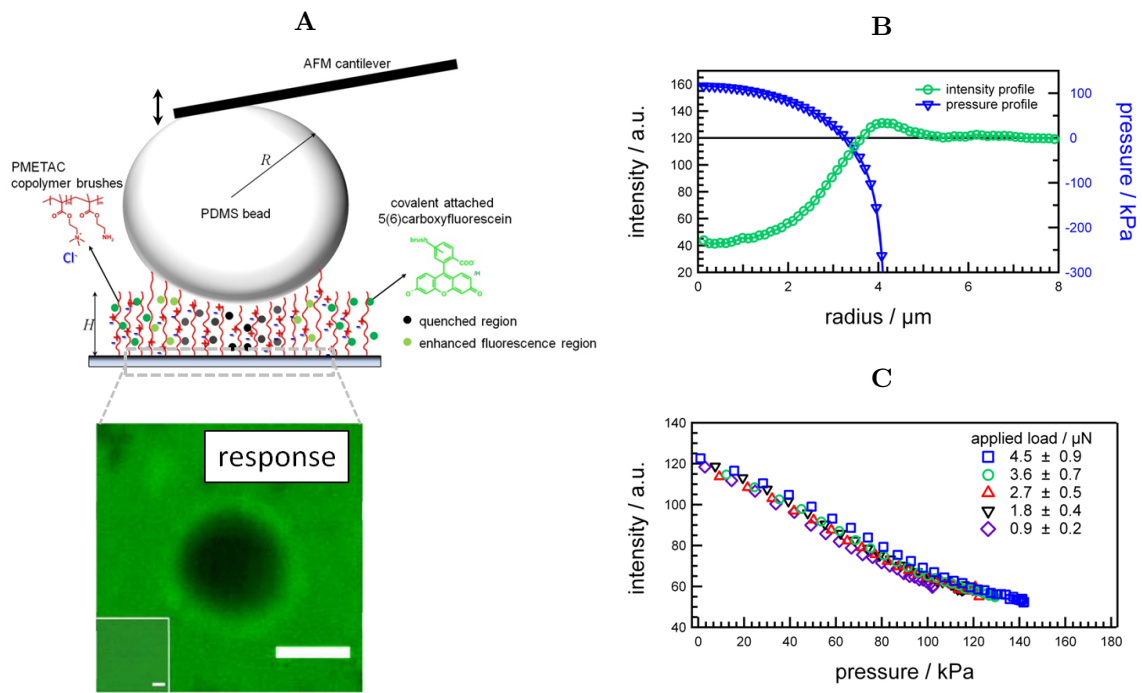 A
AFM cantilever
R
PMETAC
copolymer brushes
PDMS bead
covalent attached
5(6)carboxyfluorescein
brush
COO⁻
O
O
O
O
N⁺
NH₂
Cl⁻
/H
O
O
O
H
quenched region
enhanced fluorescence region
response
B
160
140
120
100
80
60
40
20
intensity / a.u.
intensity profile
pressure profile
100
0
-100
-200
-300
pressure / kPa
0
2
4
6
8
radius / µm
C
140
120
100
80
60
40
intensity / a.u.
applied load / µN
4.5 ± 0.9
3.6 ± 0.7
2.7 ± 0.5
1.8 ± 0.4
0.9 ± 0.2
0
20
40
60
80
100
120
140
160
180
pressure / kPa